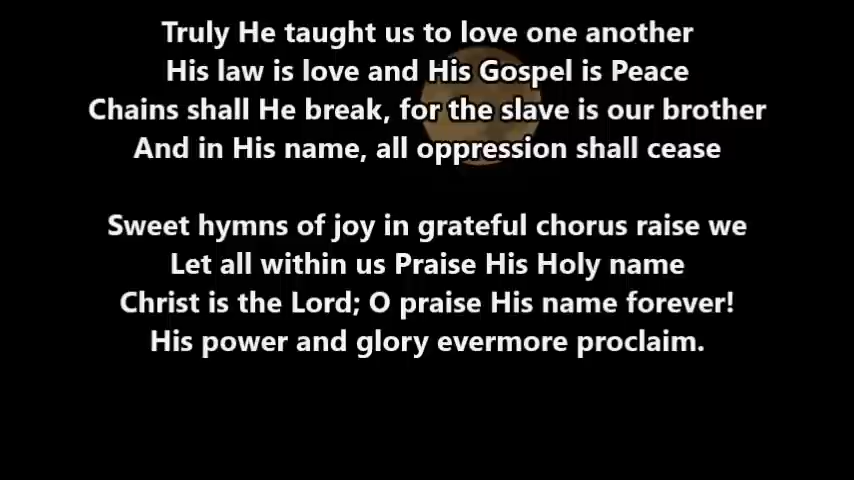 Truly He taught us to love one another
His law is love and His Gospel is Peace
Chains shall He break, for the slave is our brother
And in His name, all oppression shall cease
Sweet hymns of joy in grateful chorus raise we
Let all within us Praise His Holy name
Christ is the Lord; O praise His name forever!
His power and glory evermore proclaim.